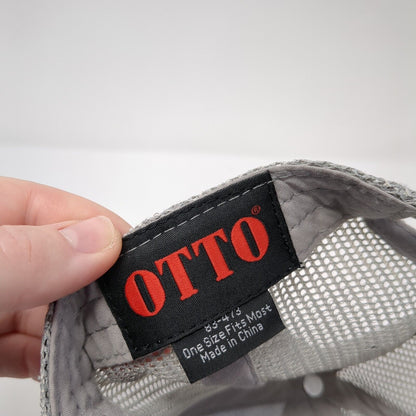 OTTO®
83-473
One Size Fits Most
Made in China